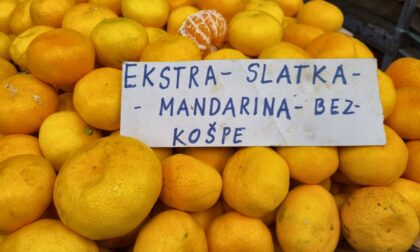 EKSTRA- SLATKA-
- MANDARINA- BEZ-
KOŠPE